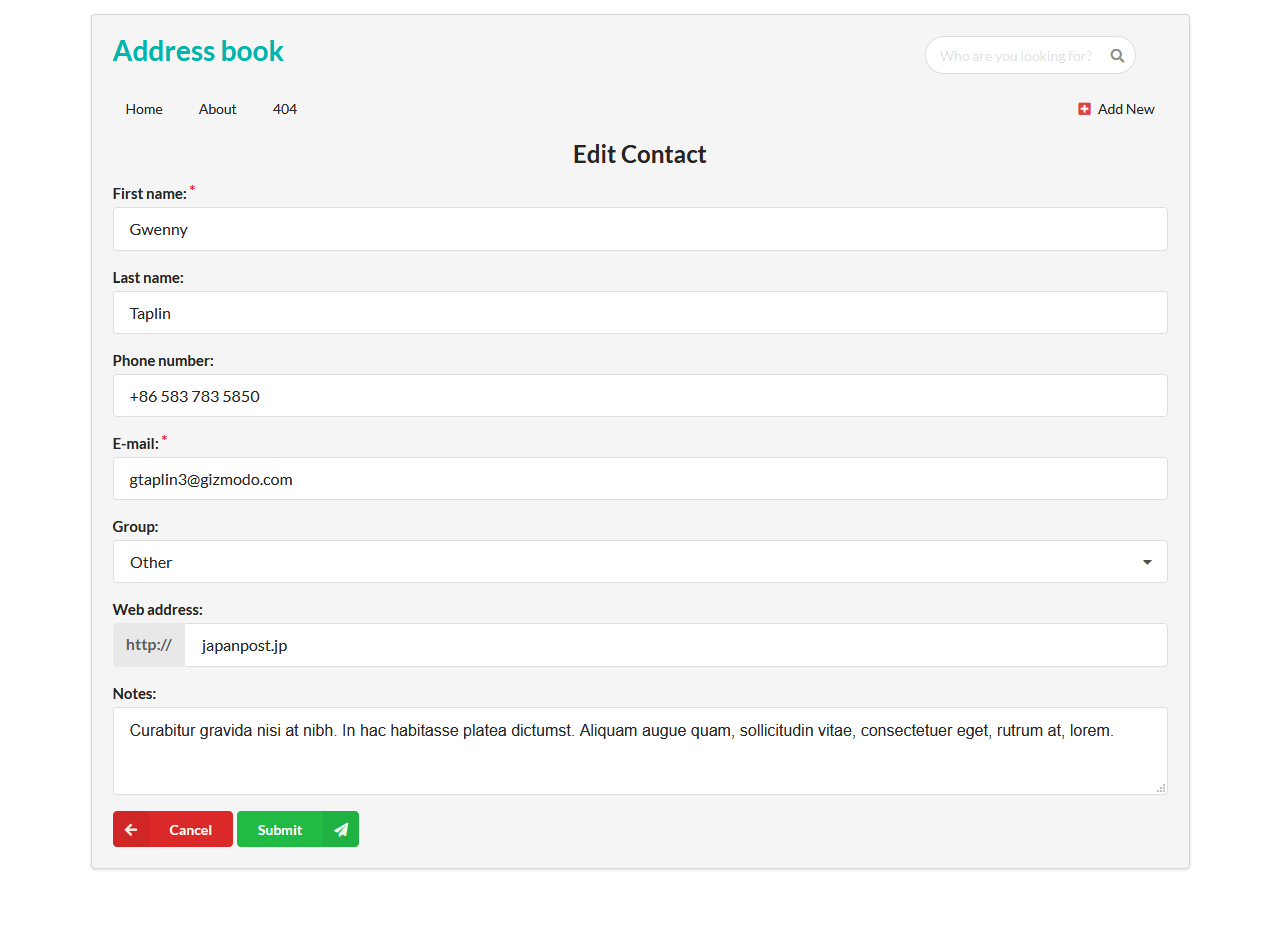 Address book
Who are you looking for?
Home About 404 Add New
Edit Contact
First name: *
Gwenny
Last name:
Taplin
Phone number:
+86 583 783 5850
E-mail: *
gtaplin3@gizmodo.com
Group:
Other
Web address:
http:// japanpost.jp
Notes:
Curabitur gravida nisi at nibh. In hac habitasse platea dictumst. Aliquam augue quam, sollicitudin vitae, consectetuer eget, rutrum at, lorem.
Cancel Submit